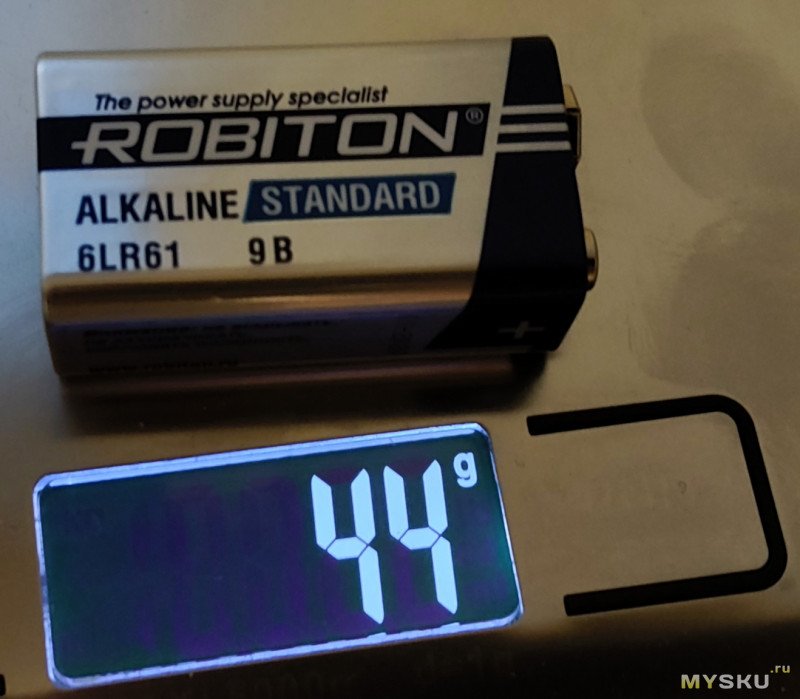 The power supply specialist
ROBITON®
ALKALINE STANDARD
6LR61 9 В
+
44 g
MYSKU.ru